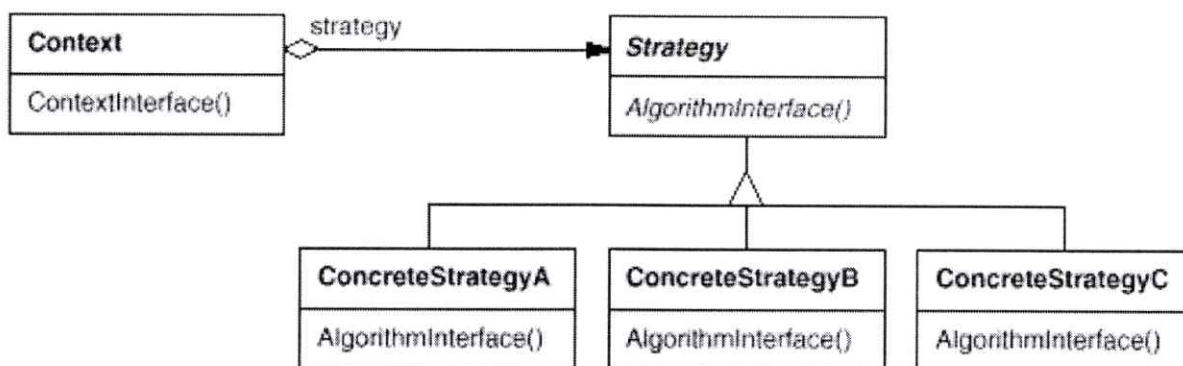 strategy
Context
Strategy
ContextInterface()
AlgorithmInterface()
ConcreteStrategyA
ConcreteStrategyB
ConcreteStrategyC
AlgorithmInterface()
AlgorithmInterface()
AlgorithmInterface()